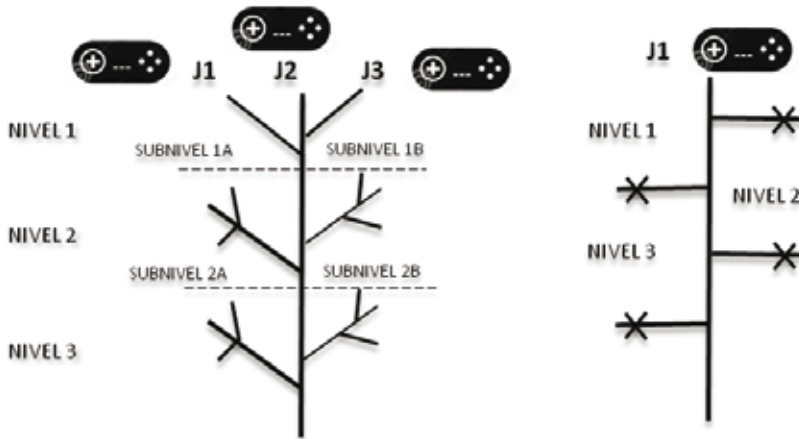 J1 J2 J3
NIVEL 1
SUBNIVEL 1A SUBNIVEL 1B
NIVEL 2
SUBNIVEL 2A SUBNIVEL 2B
NIVEL 3
J1
NIVEL 1
NIVEL 2
NIVEL 3